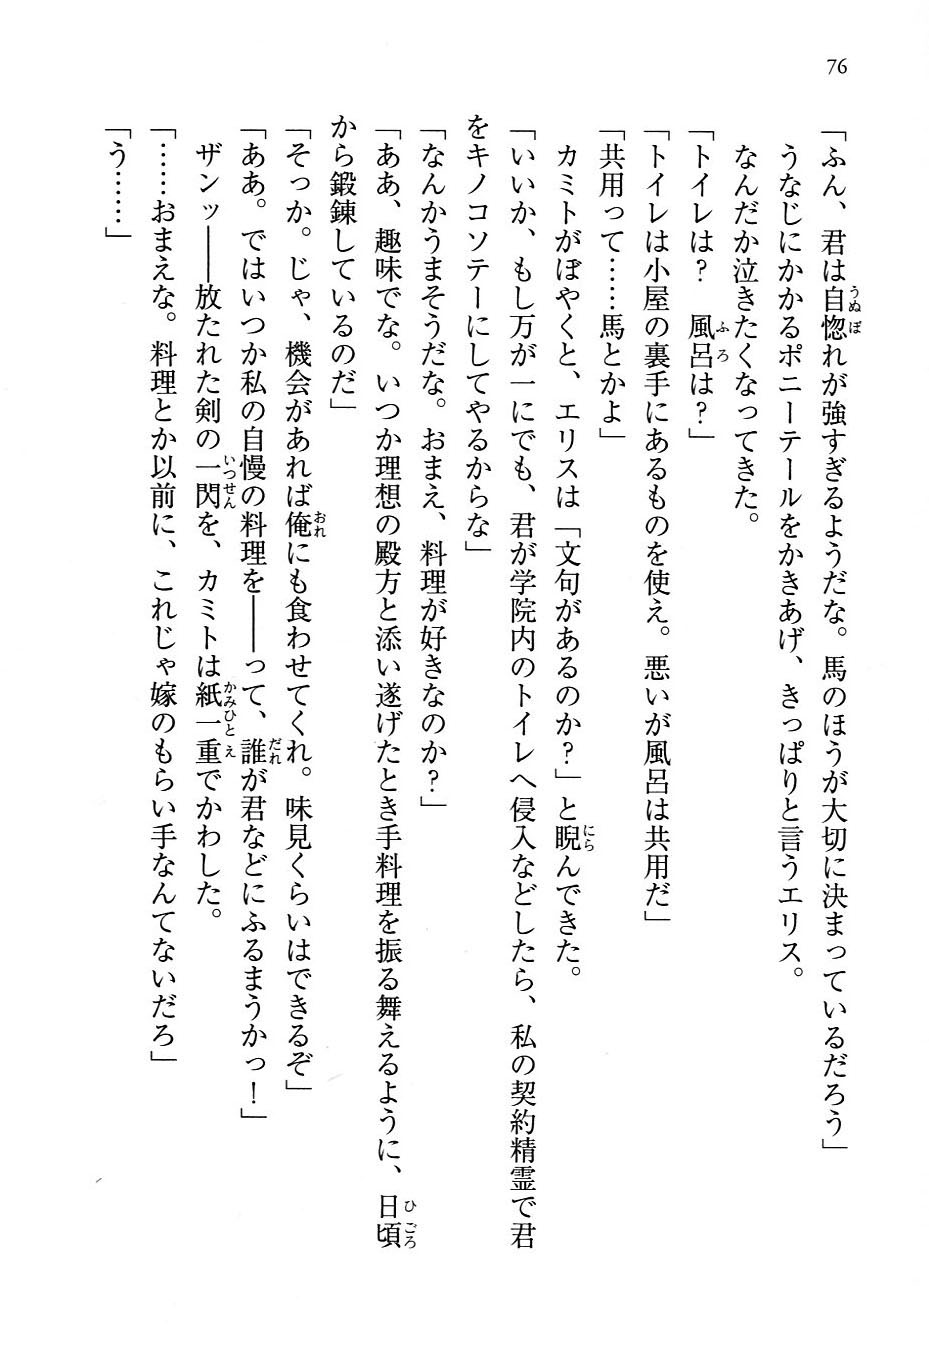 76
「ふん、君は自惚れが強すぎるようだな。馬のほうが大切に決まっているだろう」
うなじにかかるポニーテールをかきあげ、きっぱりと言うエリス。
なんだか泣きたくなってきた。
「トイレは？　風呂は？」
「トイレは小屋の裏手にあるものを使え。悪いが風呂は共用だ」
「共用って……馬とかよ」
カミトがぼやくと、エリスは「文句があるのか？」と睨んできた。
「いいか、もし万が一にでも、君が学院内のトイレへ侵入などしたら、私の契約精霊で君
をキノコソテーにしてやるからな」
「なんかうまそうだな。おまえ、料理が好きなのか？」
「ああ、趣味でな。いつか理想の殿方と添い遂げたとき手料理を振る舞えるように、日頃
から鍛錬しているのだ」
「そっか。じゃ、機会があれば俺にも食わせてくれ。味見くらいはできるぞ」
「ああ。ではいつか私の自慢の料理を――って、誰が君などにふるまうかっ！」
ザンッ――放たれた剣の一閃を、カミトは紙一重でかわした。
「……おまえな。料理とか以前に、これじゃ嫁のもらい手なんてないだろ」
「う……」